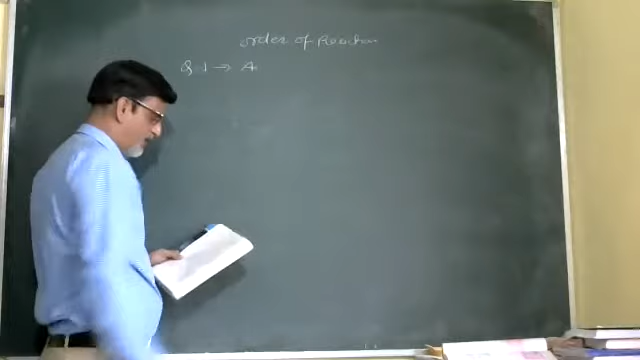 order of Reaction
Q 1 → A